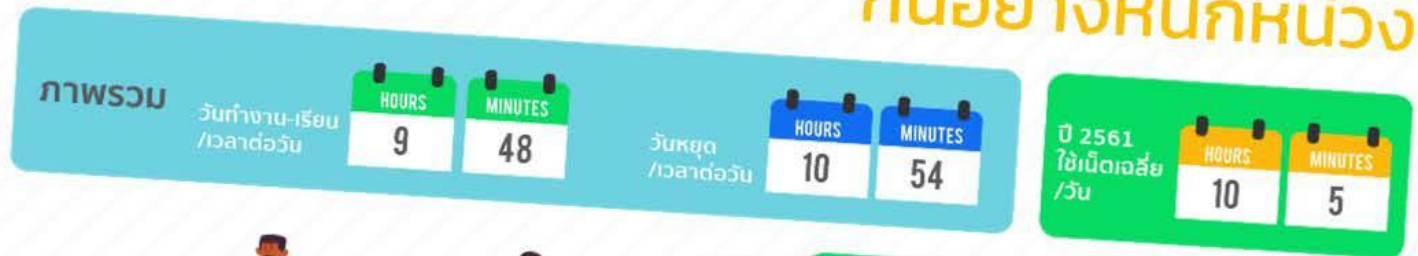 กันอย่างหนักหน่วง
ภาพรวม
วันทำงาน-เรียน
/เวลาต่อวัน
HOURS MINUTES
9 48
วันหยุด
/เวลาต่อวัน
HOURS MINUTES
10 54
ปี 2561
ใช้เน็ตเฉลี่ย
/วัน
HOURS MINUTES
10 5